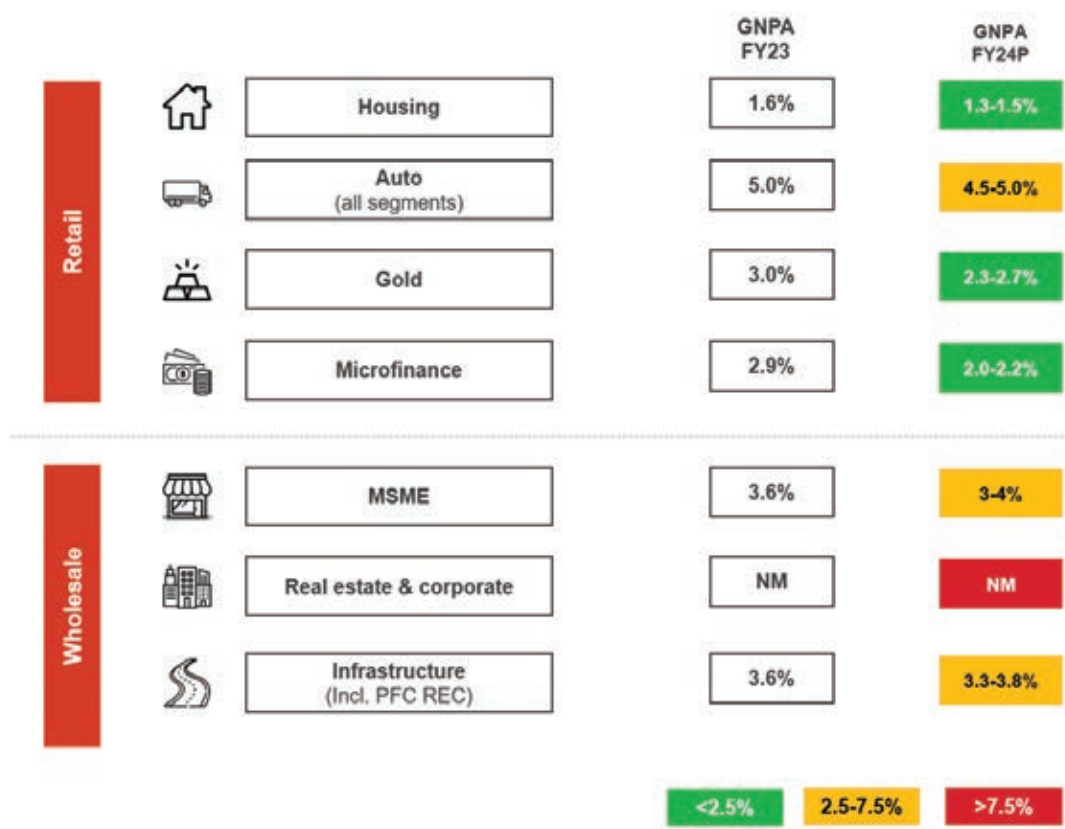 GNPA
FY23
GNPA
FY24P
Retail
Housing
1.6%
1.3-1.5%
Auto
(all segments)
5.0%
4.5-5.0%
Gold
3.0%
2.3-2.7%
Microfinance
2.9%
2.0-2.2%
Wholesale
MSME
3.6%
3-4%
Real estate & corporate
NM
NM
Infrastructure
(Incl. PFC REC)
3.6%
3.3-3.8%
<2.5%
2.5-7.5%
>7.5%